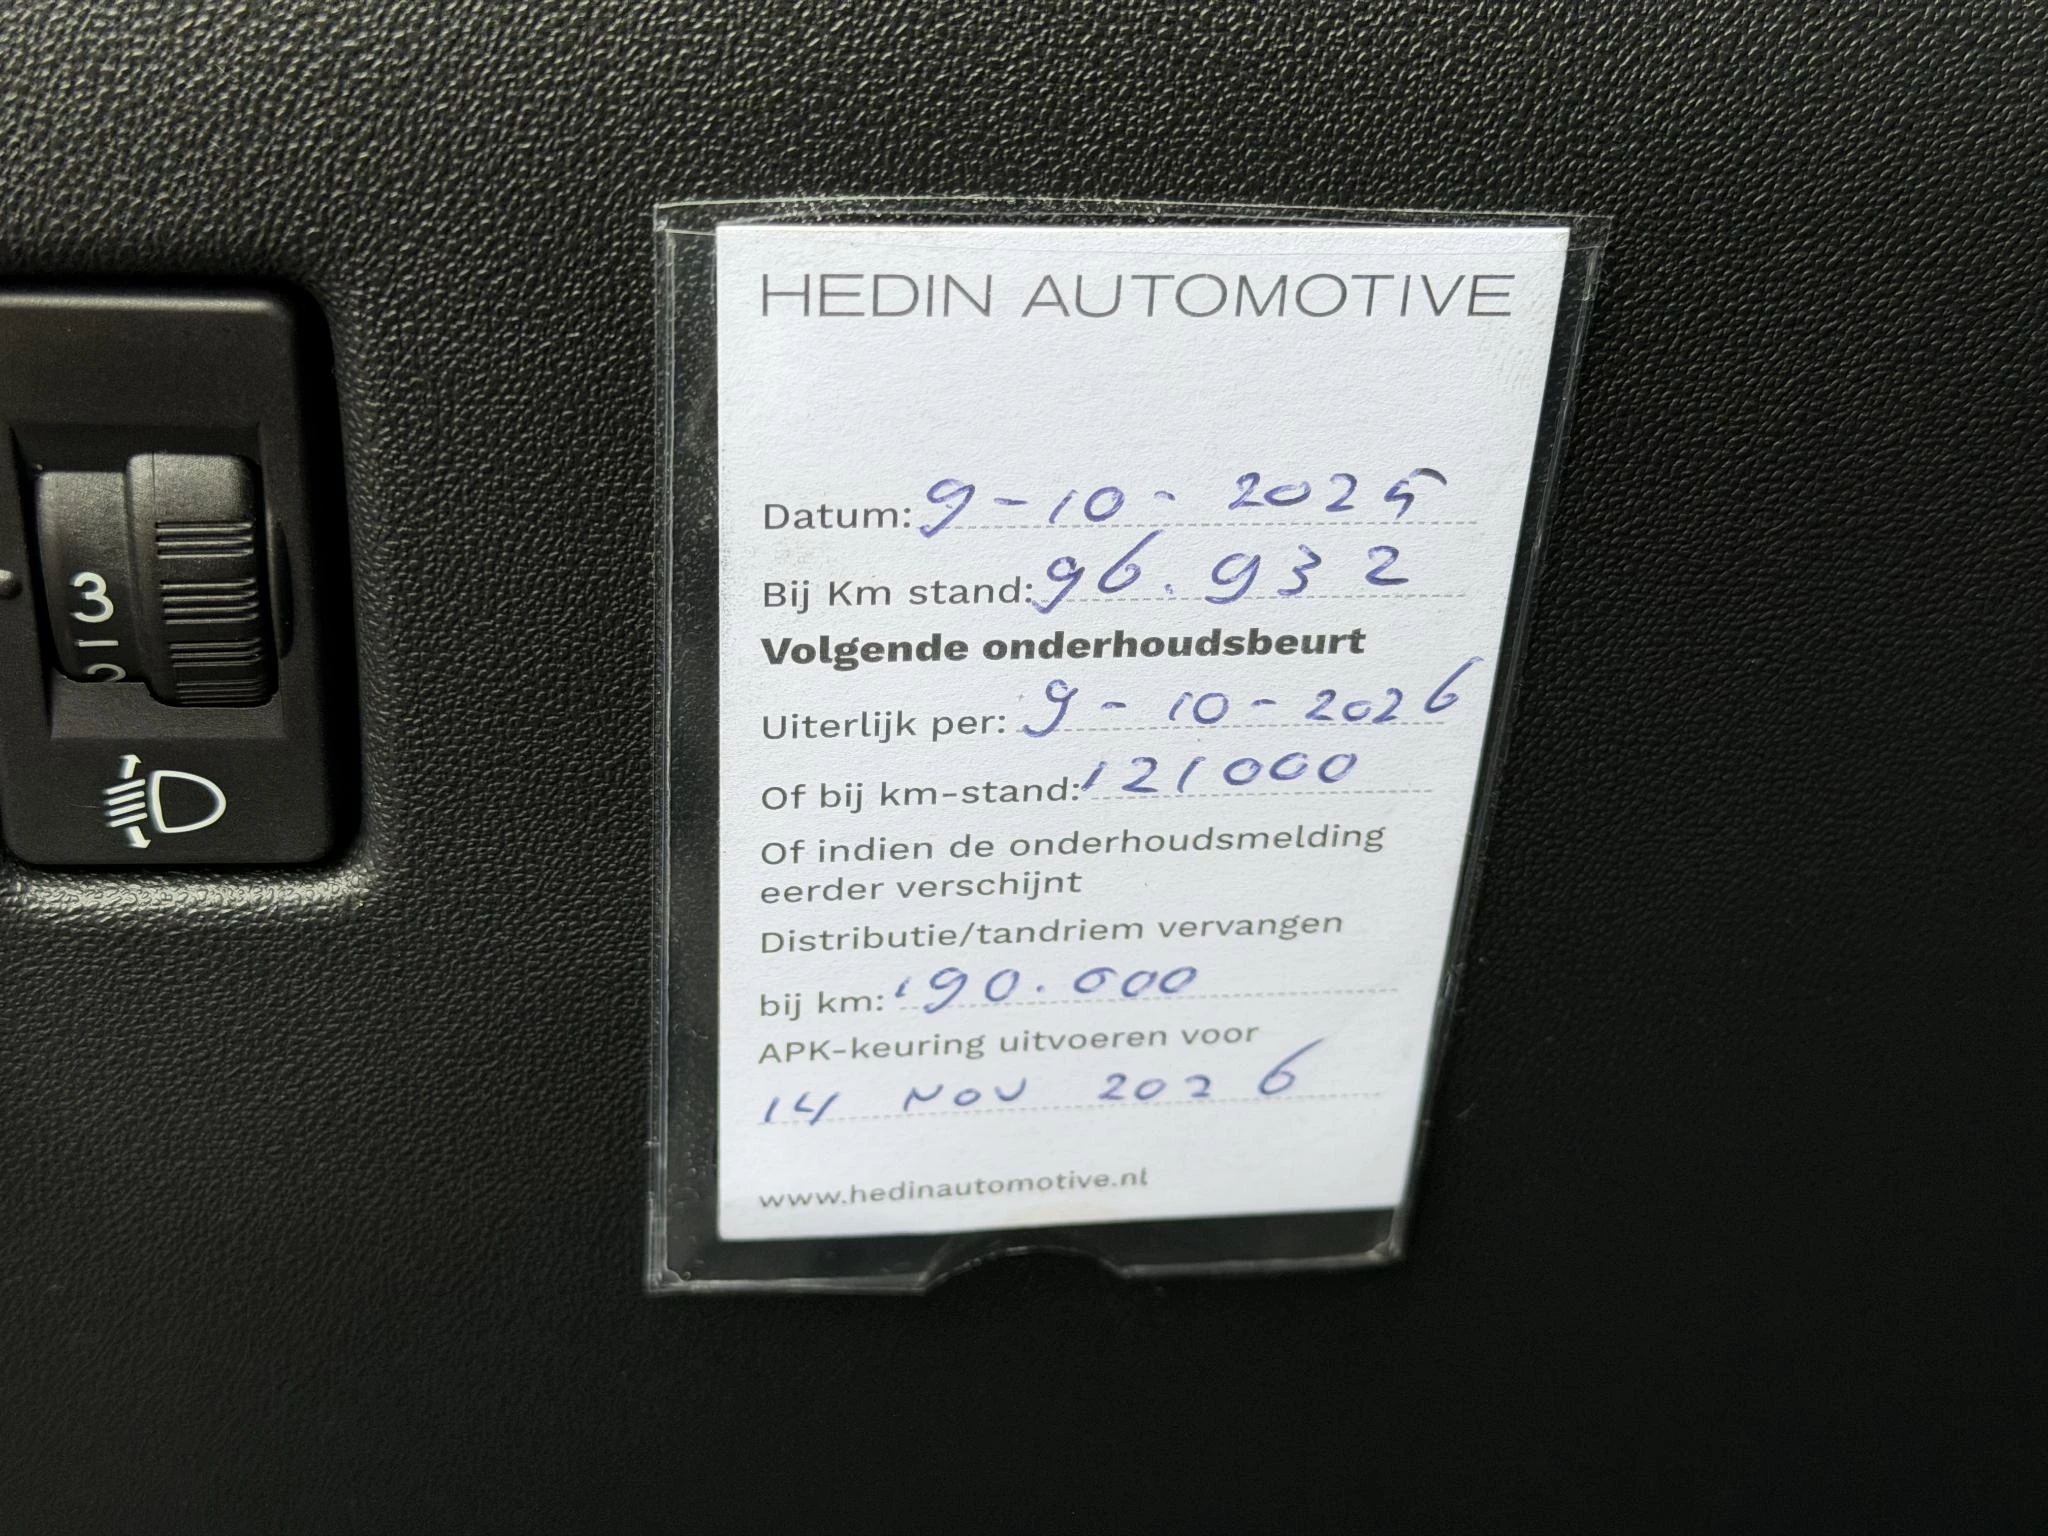 HEDIN AUTOMOTIVE
Datum: 9-10-2025
Bij Km stand: 96.932
Volgende onderhoudsbeurt
Uiterlijk per: 9-10-2026
Of bij km-stand: 121000
Of indien de onderhoudsmelding
eerder verschijnt
Distributie/tandriem vervangen
bij km: 190.000
APK-keuring uitvoeren voor
14 NOV 2026
www.hedinautomotive.nl
3
2